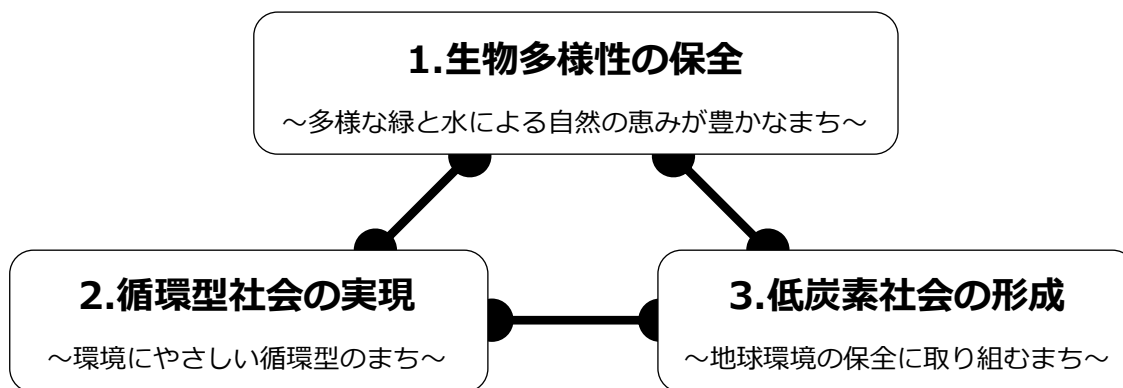 1.生物多様性の保全
～多様な緑と水による自然の恵みが豊かなまち～
2.循環型社会の実現
～環境にやさしい循環型のまち～
3.低炭素社会の形成
～地球環境の保全に取り組むまち～